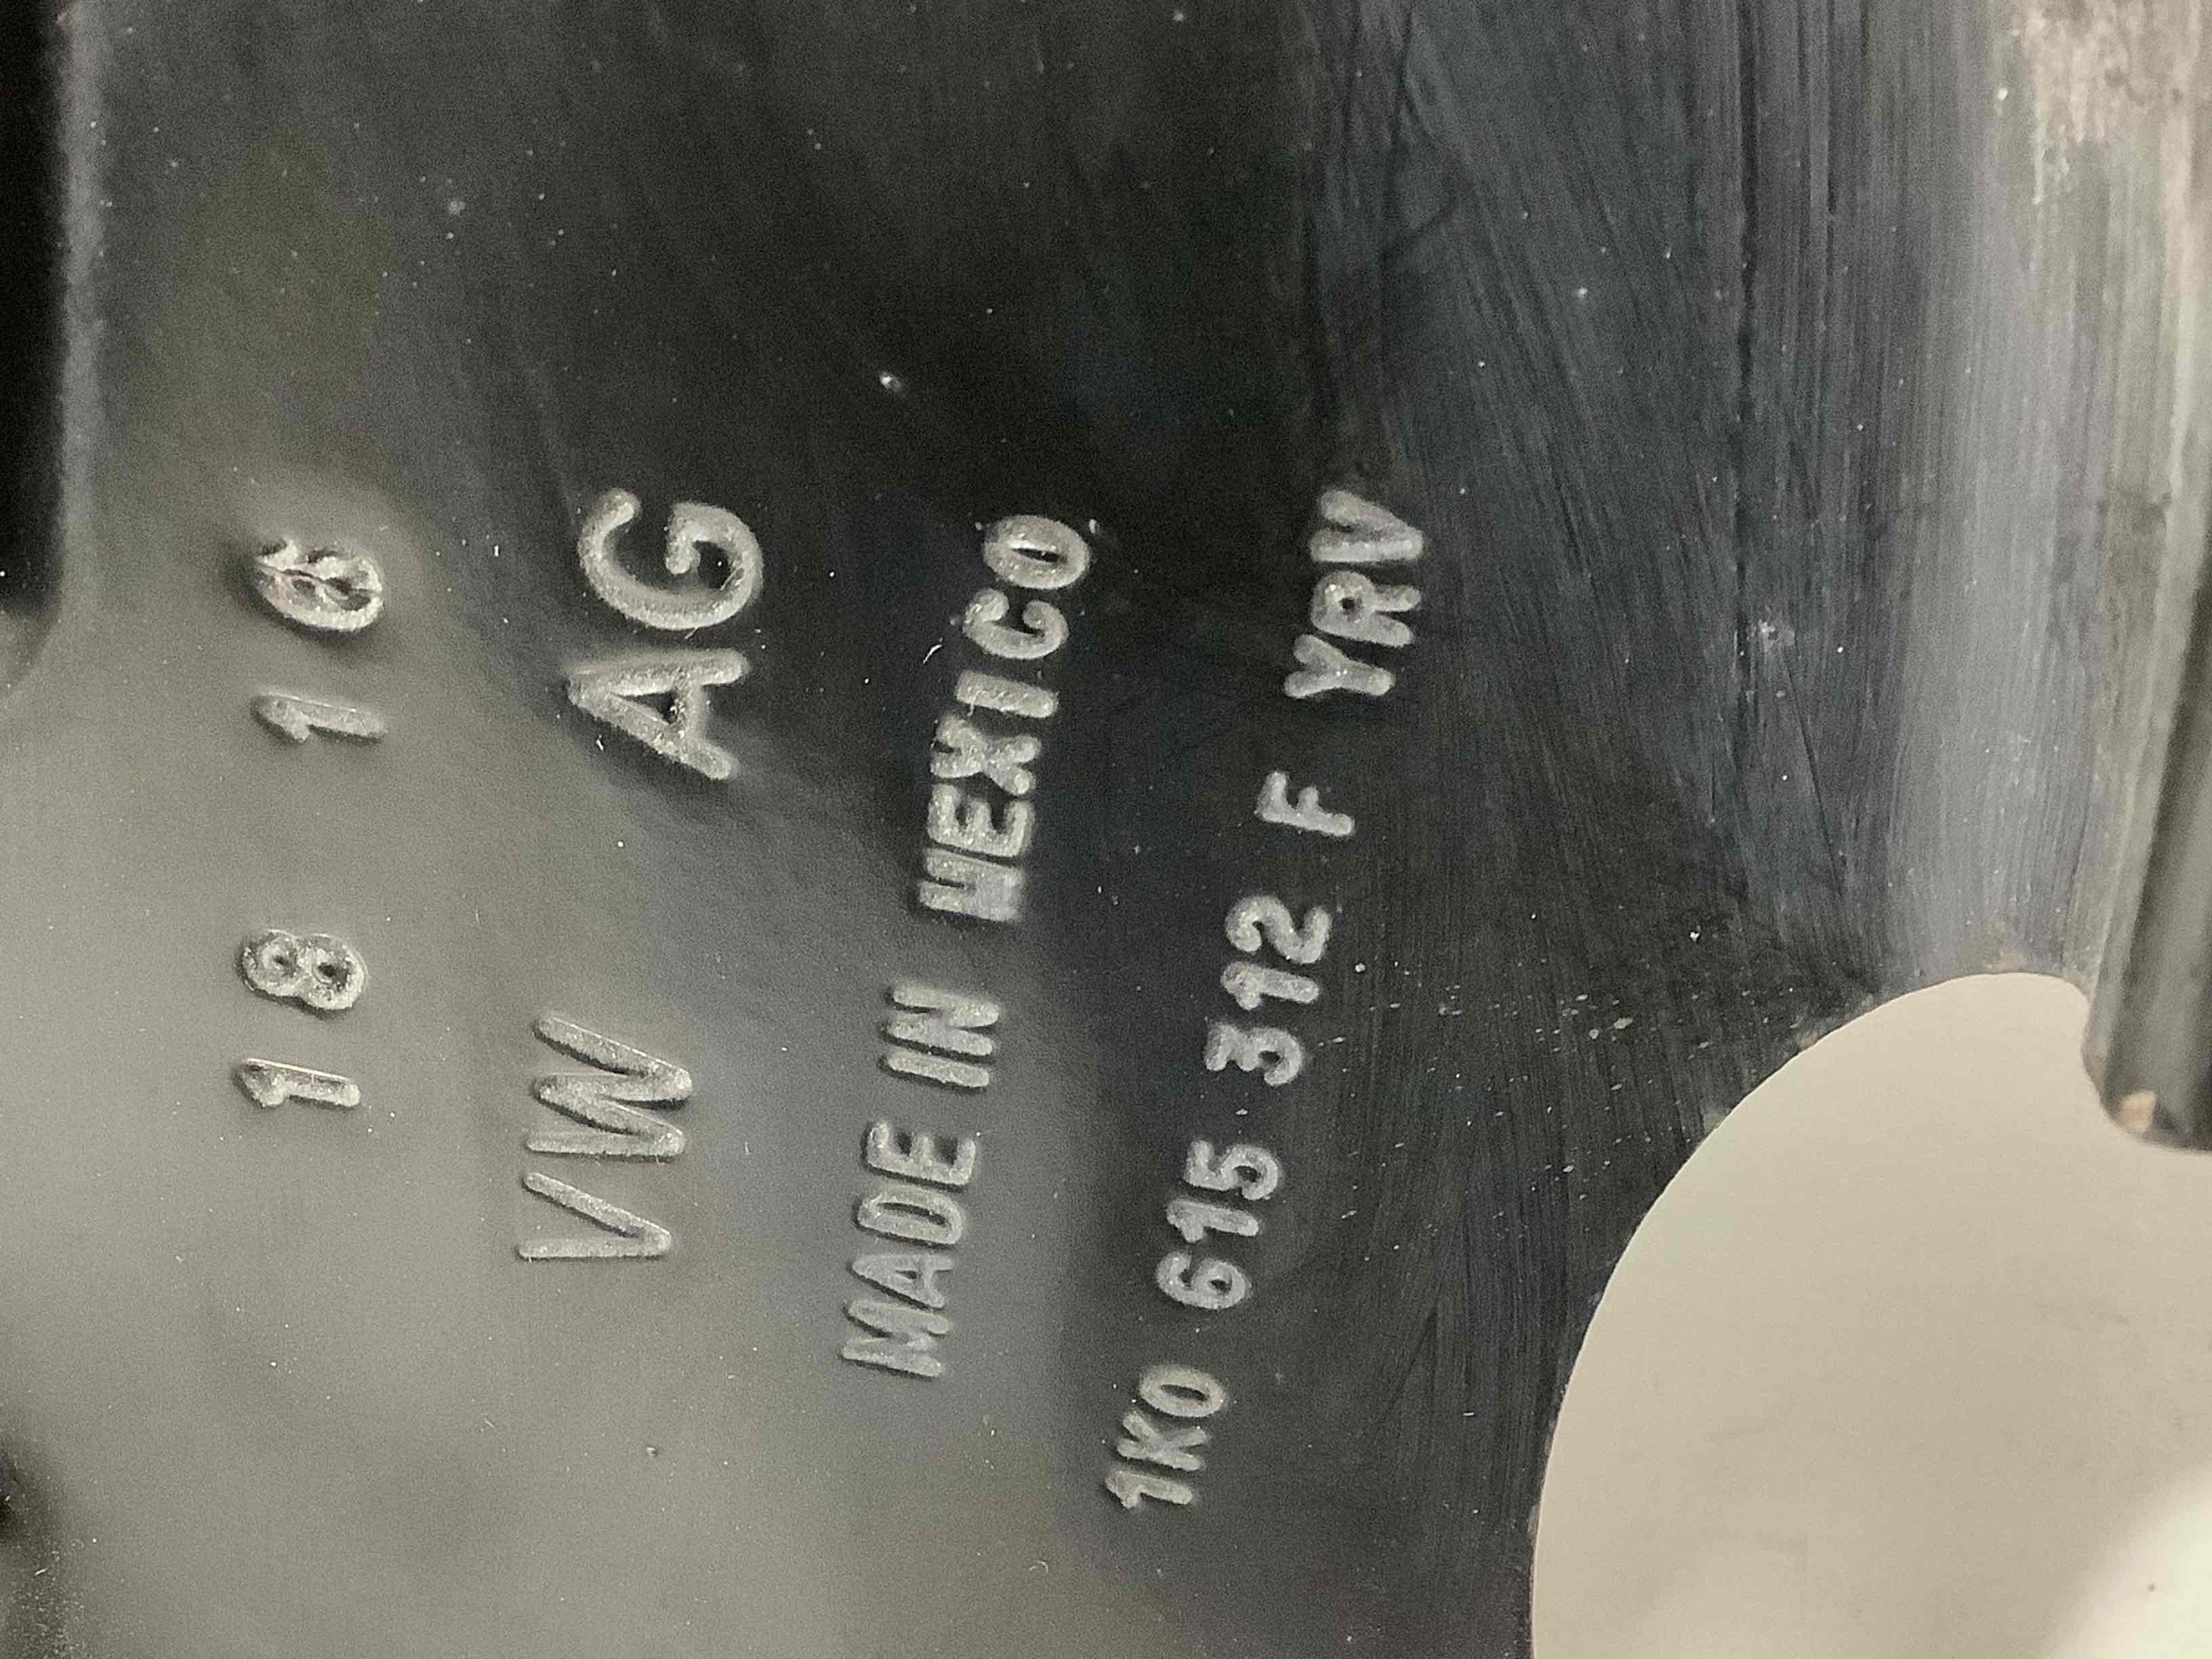 18 16
VW AG
MADE IN MEXICO
1K0 615 312 F YRV